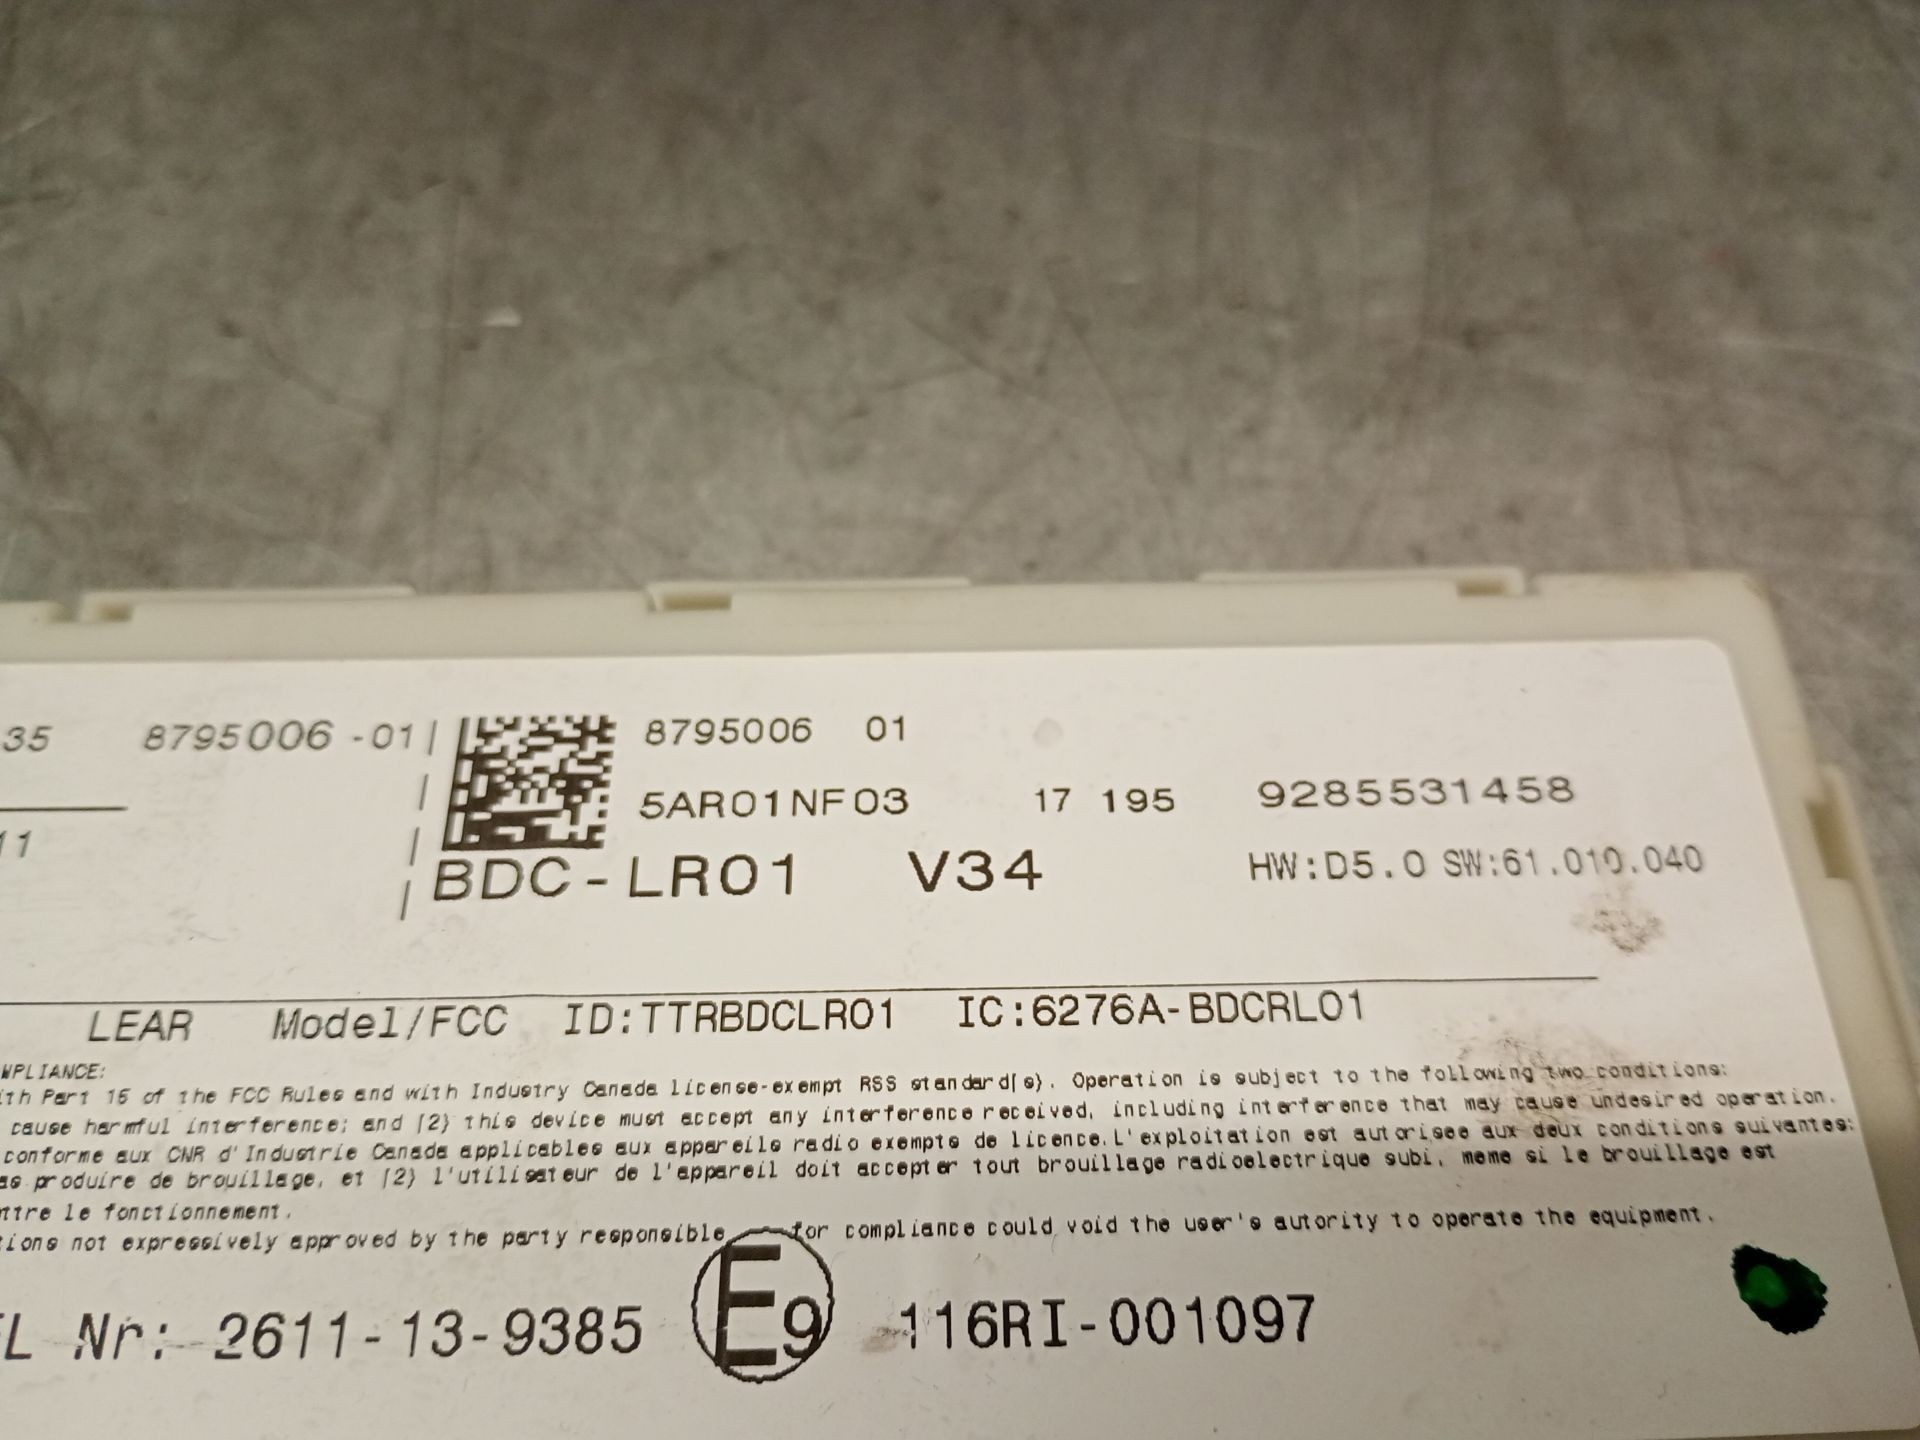 35 8795006 -01
8795006 01
5AR01NF03 17 195 9285531458
11
BDC-LR01 V34 HW:D5.0 SW:61.010.040
LEAR Model/FCC ID:TTRBDCLR01 IC:6276A-BDCRL01
MPLIANCE:
ith Part 15 of the FCC Rules and with Industry Canada license-exempt RSS standard(s). Operation is subject to the following two conditions:
cause harmful interference; and (2) this device must accept any interference received, including interference that may cause undesired operation.
conforme aux CNR d'Industrie Canada applicables aux appareils radio exempts de licence.L'exploitation est autorisee aux deux conditions suivantes:
as produire de brouillage, et (2) l'utilisateur de l'appareil doit accepter tout brouillage radioelectrique subi, meme si le brouillage est
ttre le fonctionnement.
tions not expressively approved by the party responsible for compliance could void the user's autority to operate the equipment.
EL Nr: 2611-13-9385 E9 116RI-001097